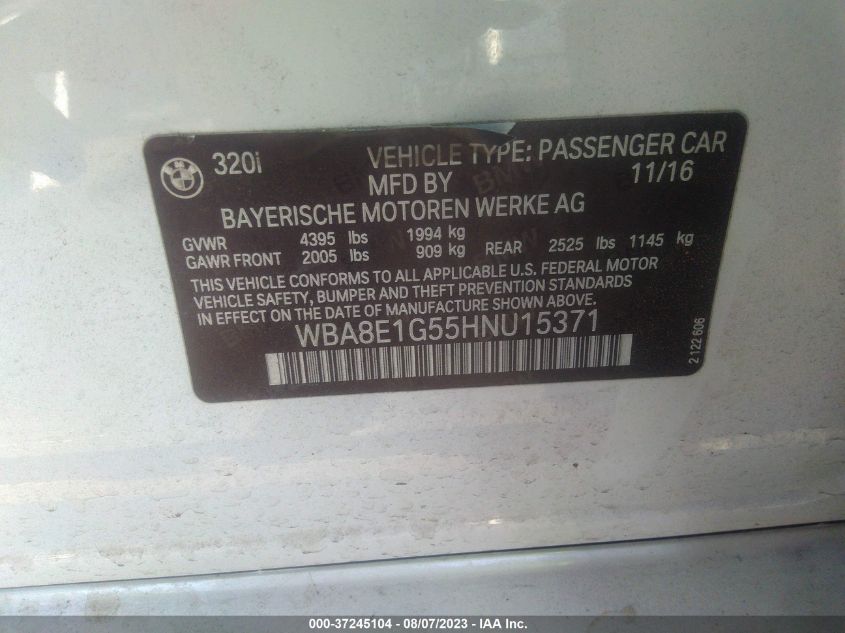 BMW 320i VEHICLE TYPE: PASSENGER CAR
MFD BY 11/16
BAYERISCHE MOTOREN WERKE AG
GVWR 4395 lbs 1994 kg
GAWR FRONT 2005 lbs 909 kg REAR 2525 lbs 1145 kg
THIS VEHICLE CONFORMS TO ALL APPLICABLE U.S. FEDERAL MOTOR
VEHICLE SAFETY, BUMPER AND THEFT PREVENTION STANDARDS
IN EFFECT ON THE DATE OF MANUFACTURE SHOWN ABOVE.
WBA8E1G55HNU15371
2 122 606
000-37245104 - 08/07/2023 - IAA Inc.